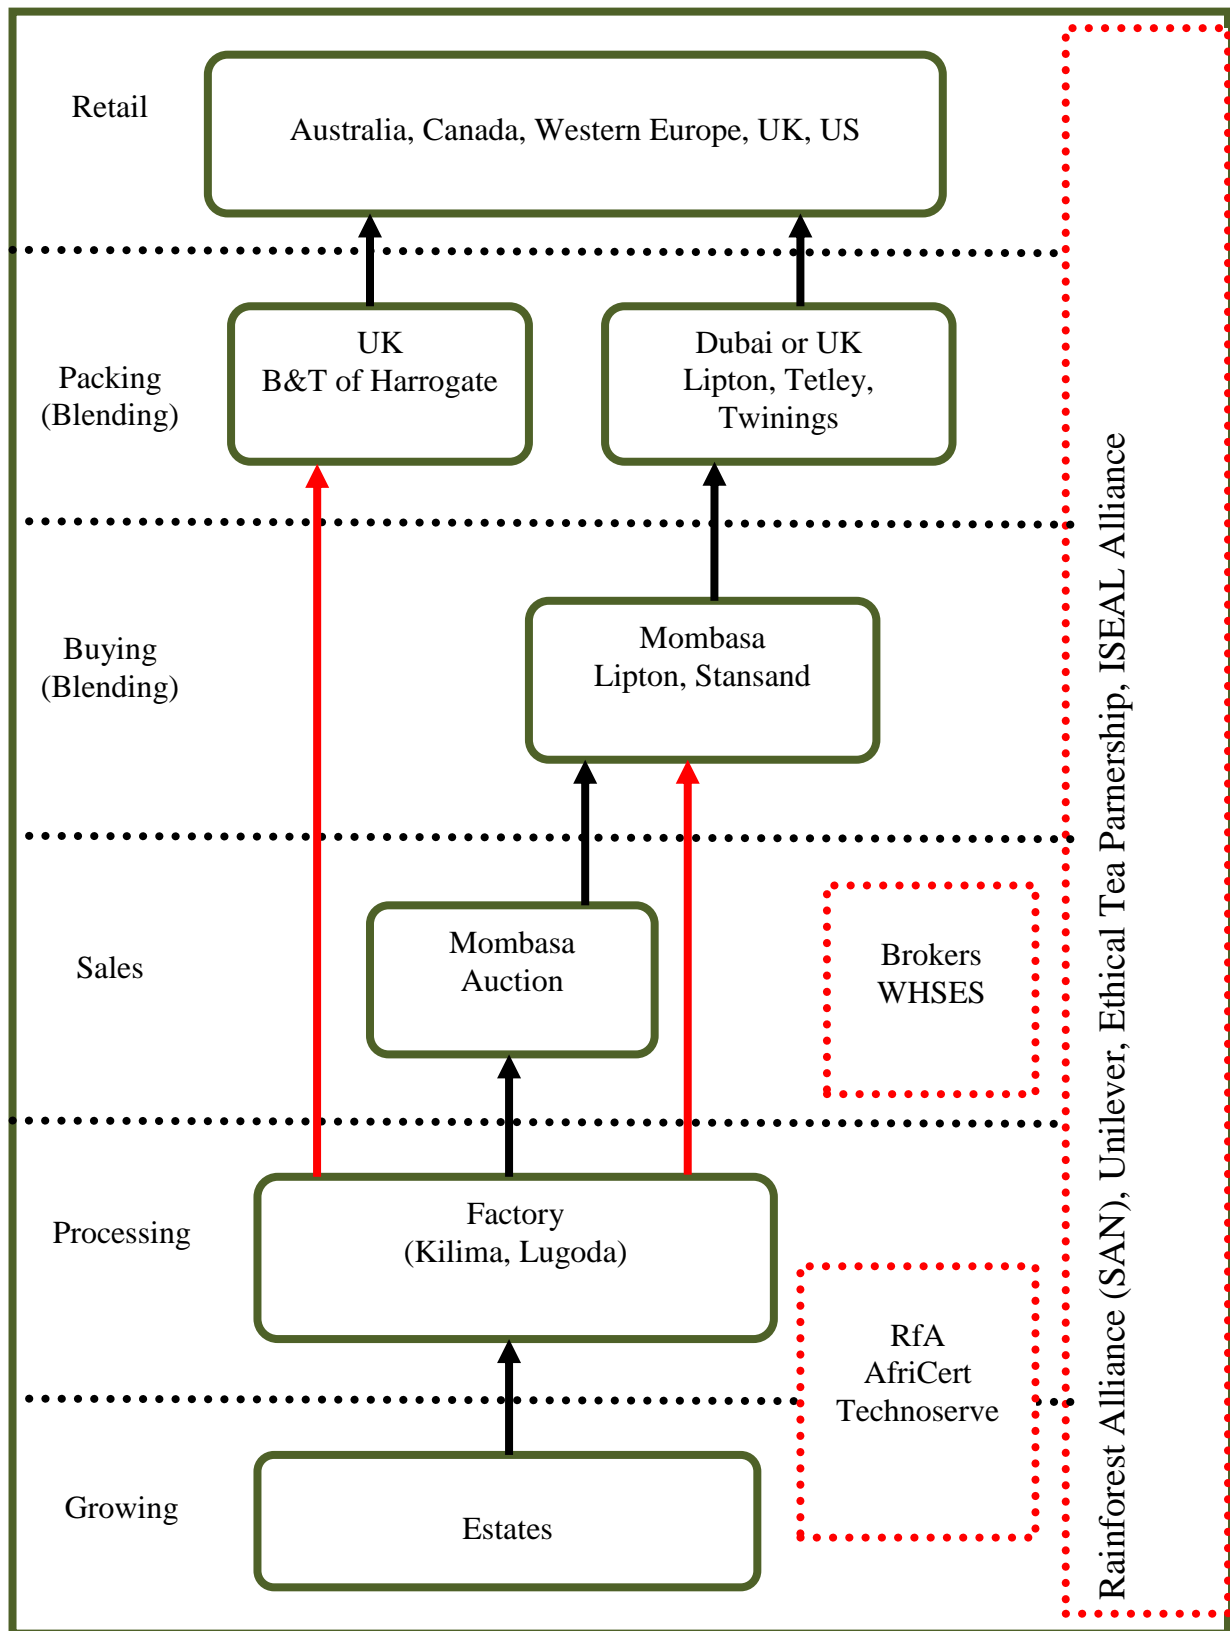 Retail
Australia, Canada, Western Europe, UK, US
Packing
(Blending)
UK
B&T of Harrogate
Dubai or UK
Lipton, Tetley,
Twinings
Buying
(Blending)
Mombasa
Lipton, Stansand
Sales
Mombasa
Auction
Brokers
WHSES
Processing
Factory
(Kilima, Lugoda)
RfA
AfriCert
Technoserve
Growing
Estates
Rainforest Alliance (SAN), Unilever, Ethical Tea Parnership, ISEAL Alliance